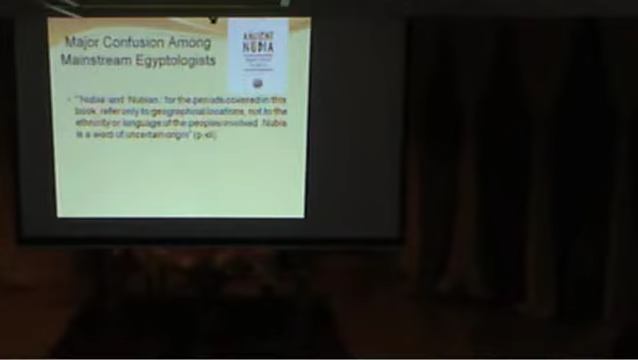 Major Confusion Among
Mainstream Egyptologists
ANCIENT
NUBIA
"'Nubia' and 'Nubian,' for the periods covered in this
book, refer only to geographical locations, not to the
ethnicity or language of the peoples involved. Nubia
is a word of uncertain origin" (p. xii).